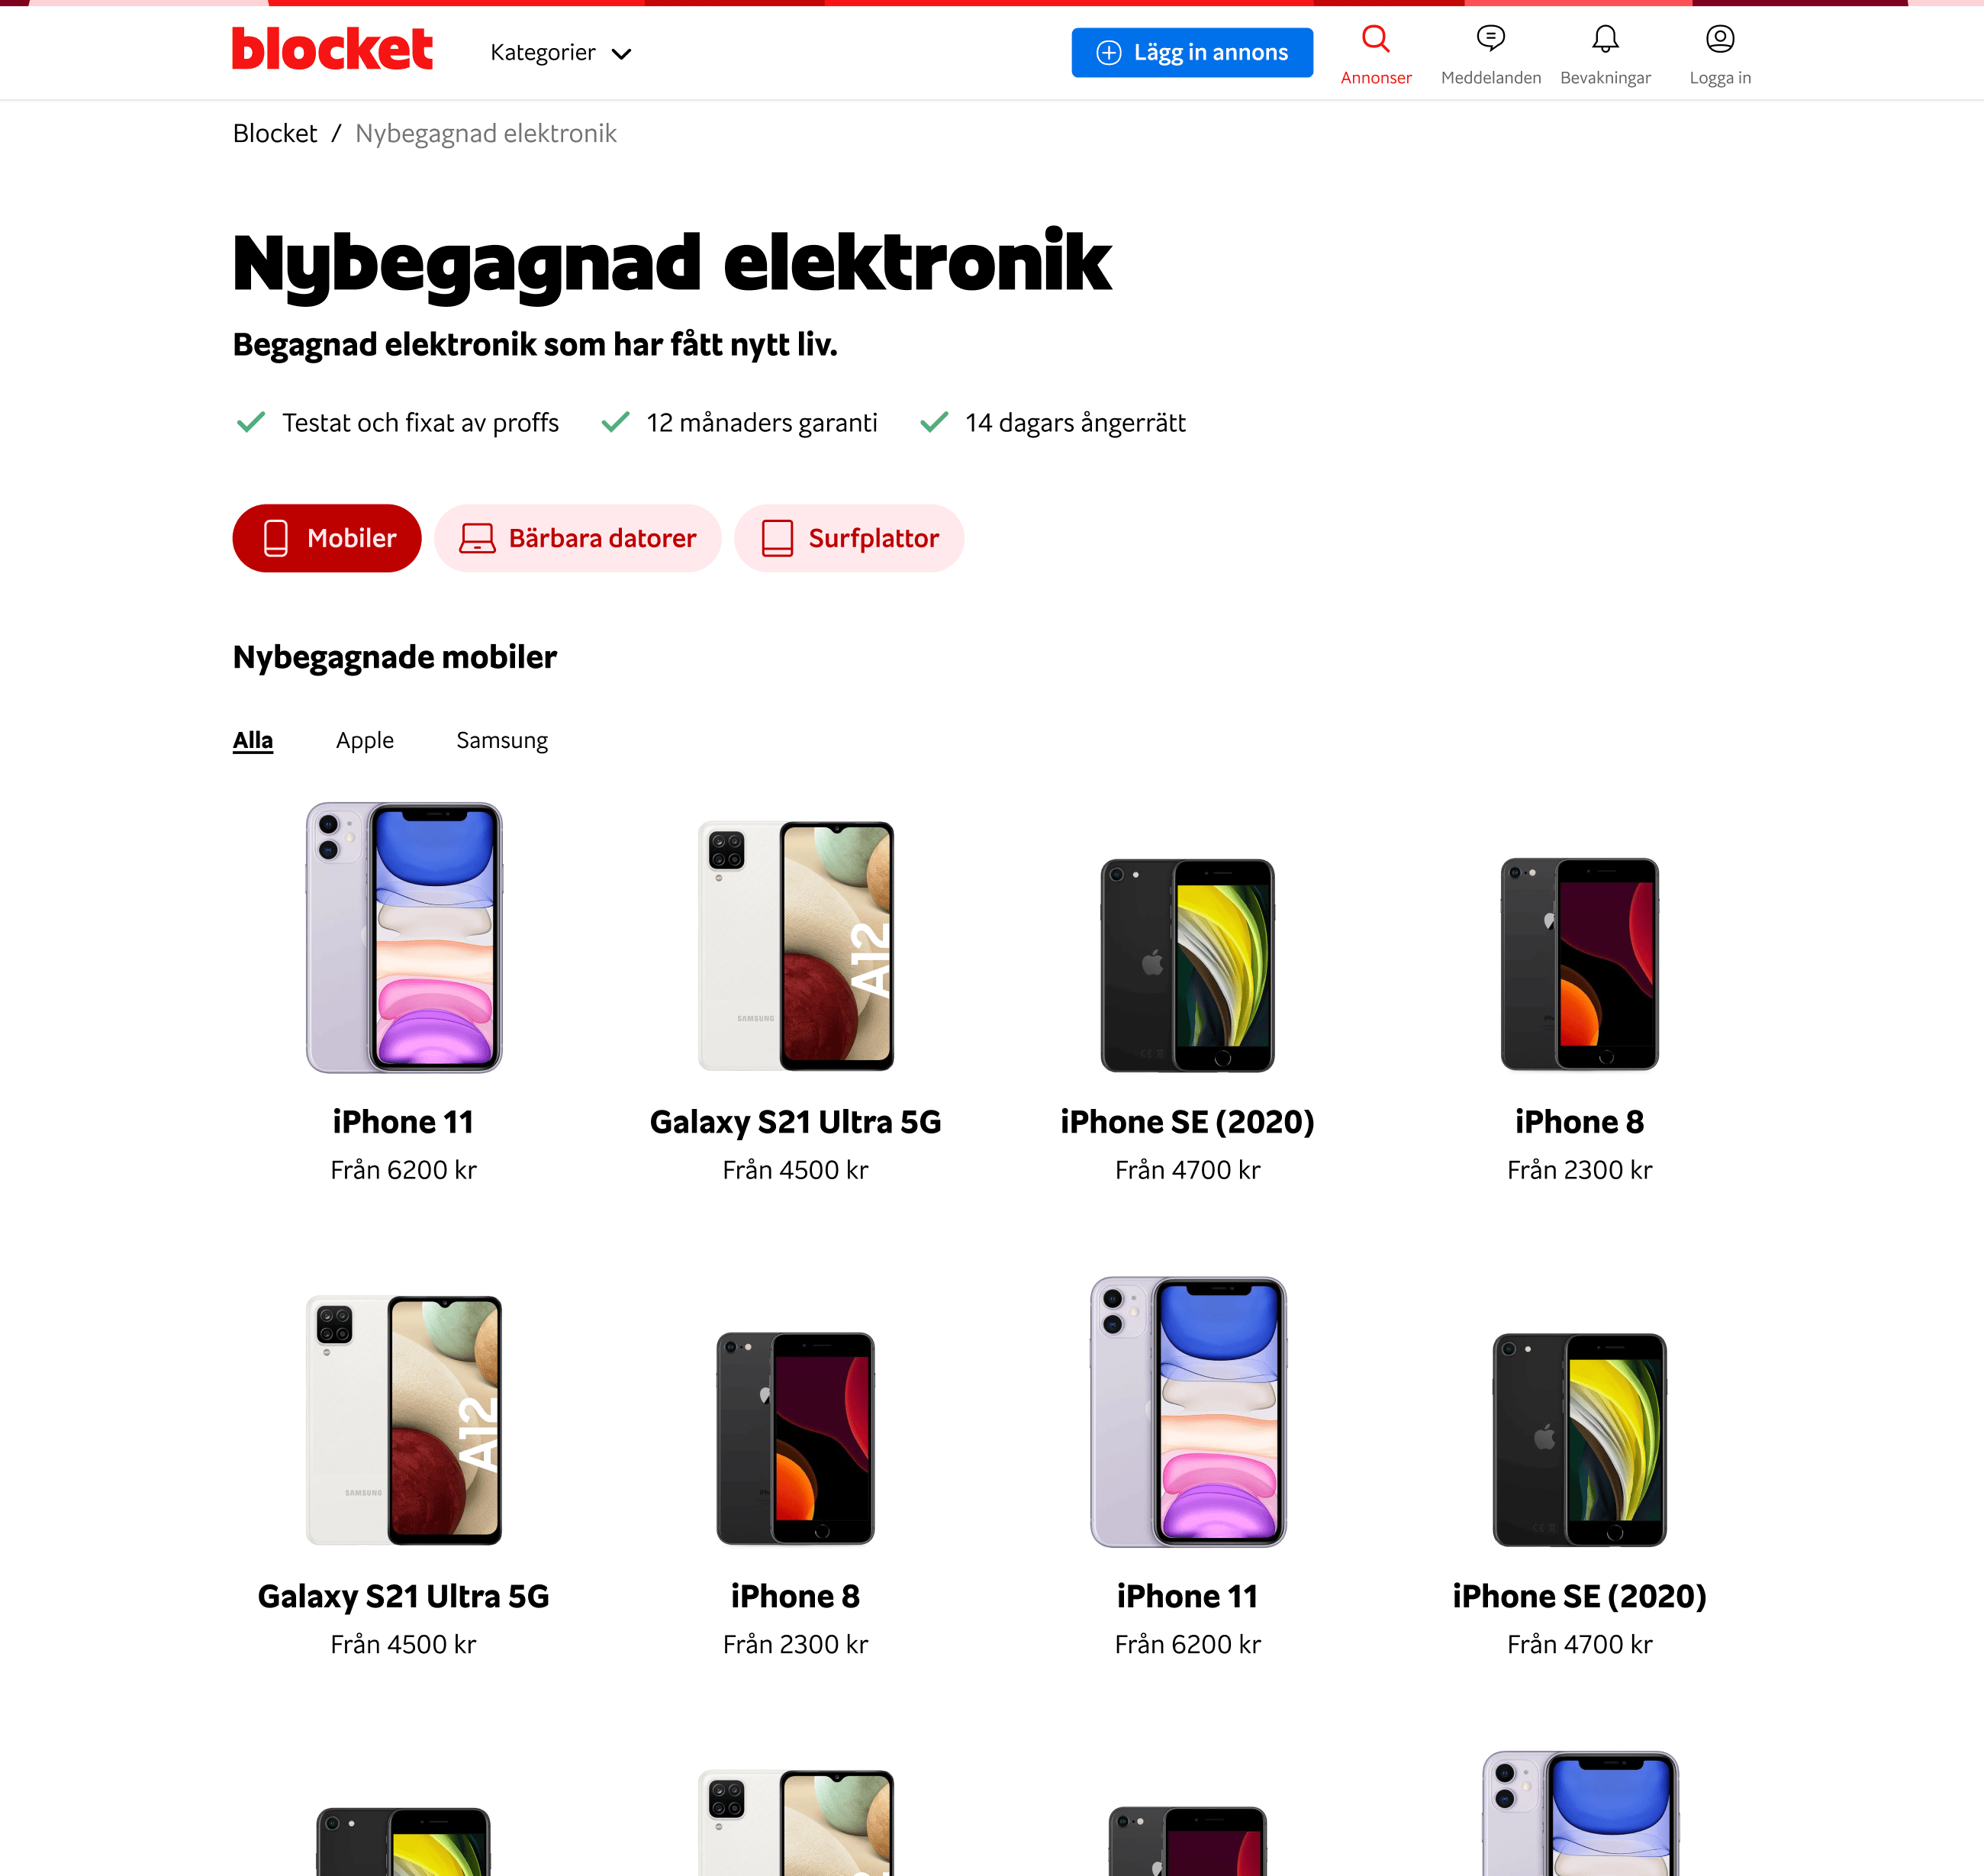 blocket
Kategorier
Lägg in annons
Annonser
Meddelanden
Bevakningar
Logga in
Blocket / Nybegagnad elektronik
Nybegagnad elektronik
Begagnad elektronik som har fått nytt liv.
Testat och fixat av proffs
12 månaders garanti
14 dagars ångerrätt
Mobiler
Bärbara datorer
Surfplattor
Nybegagnade mobiler
Alla
Apple
Samsung
SAMSUNG
A12
iPhone 11
Galaxy S21 Ultra 5G
iPhone SE (2020)
iPhone 8
Från 6200 kr
Från 4500 kr
Från 4700 kr
Från 2300 kr
SAMSUNG
A12
Galaxy S21 Ultra 5G
iPhone 8
iPhone 11
iPhone SE (2020)
Från 4500 kr
Från 2300 kr
Från 6200 kr
Från 4700 kr